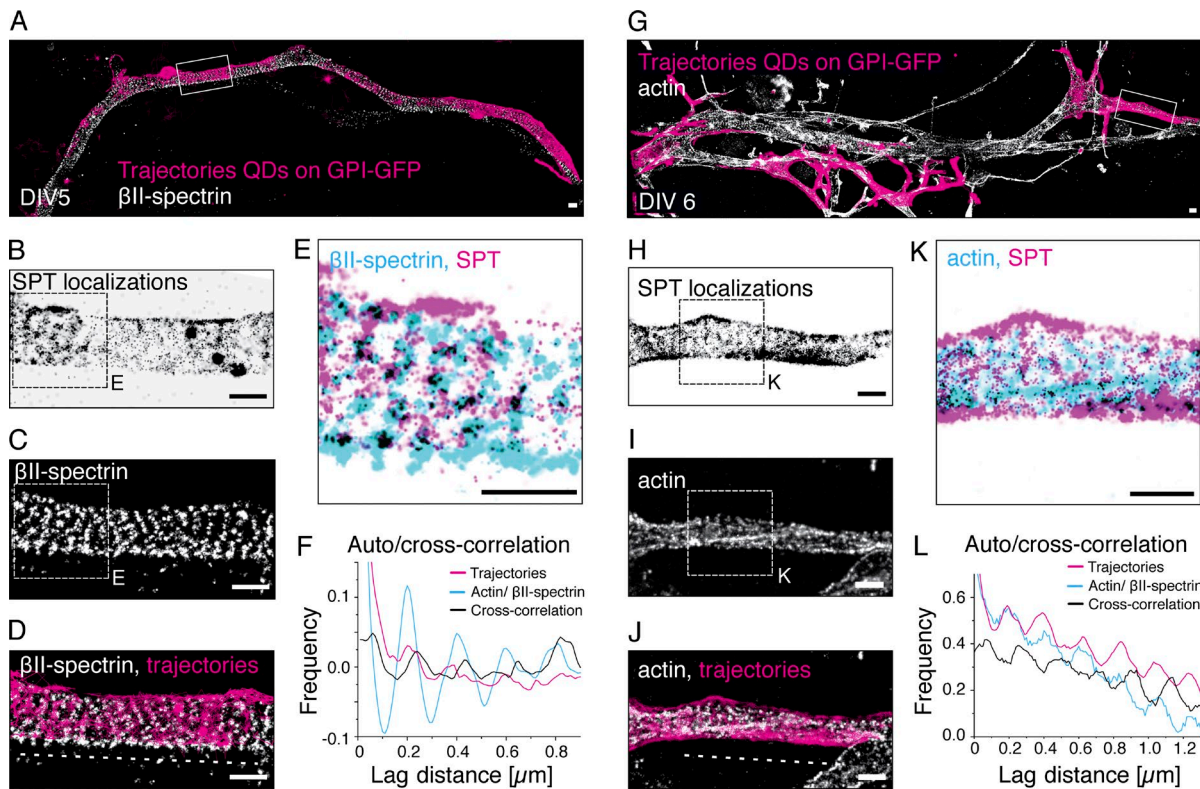 A
Trajectories QDs on GPI-GFP
βII-spectrin
DIV5
B
SPT localizations
E
C
βII-spectrin
E
D
βII-spectrin, trajectories
E
βII-spectrin, SPT
F
Auto/cross-correlation
Trajectories
Actin/ βII-spectrin
Cross-correlation
Frequency
0.1
0.0
-0.1
0 0.2 0.4 0.6 0.8
Lag distance [µm]
G
Trajectories QDs on GPI-GFP
actin
DIV 6
H
SPT localizations
K
I
actin
K
J
actin, trajectories
K
actin, SPT
L
Auto/cross-correlation
Trajectories
Actin/ βII-spectrin
Cross-correlation
Frequency
0.6
0.4
0.2
0.0
0 0.2 0.4 0.6 0.8 1.0 1.2
Lag distance [µm]